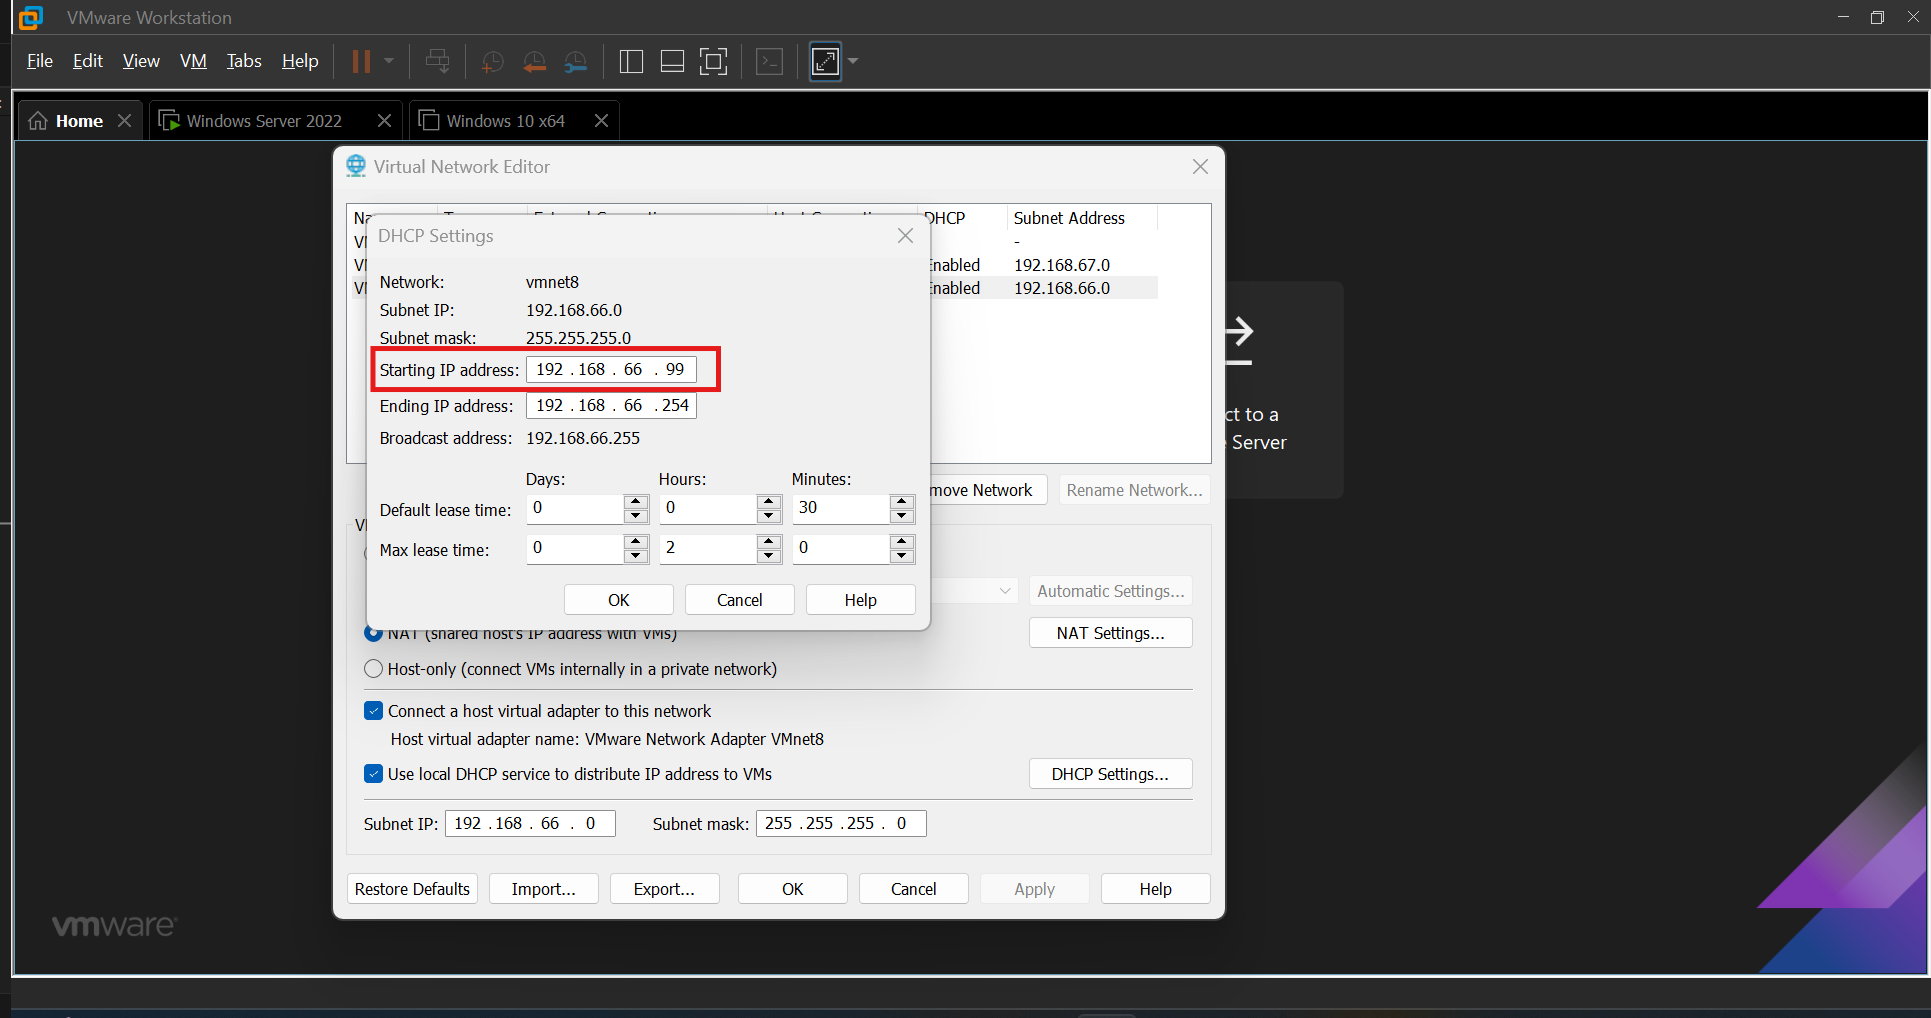 VMware Workstation
File Edit View VM Tabs Help
Home Windows Server 2022 Windows 10 x64
Virtual Network Editor
DHCP Subnet Address
-
Enabled 192.168.67.0
Enabled 192.168.66.0
DHCP Settings
Network: vmnet8
Subnet IP: 192.168.66.0
Subnet mask: 255.255.255.0
Starting IP address: 192 . 168 . 66 . 99
Ending IP address: 192 . 168 . 66 . 254
Broadcast address: 192.168.66.255
Days: Hours: Minutes:
Default lease time: 0 0 30
Max lease time: 0 2 0
OK Cancel Help
ct to a
Server
move Network Rename Network...
Automatic Settings...
NAT (shared host's IP address with VMs) NAT Settings...
Host-only (connect VMs internally in a private network)
Connect a host virtual adapter to this network
Host virtual adapter name: VMware Network Adapter VMnet8
Use local DHCP service to distribute IP address to VMs DHCP Settings...
Subnet IP: 192 . 168 . 66 . 0 Subnet mask: 255 . 255 . 255 . 0
Restore Defaults Import... Export... OK Cancel Apply Help
vmware